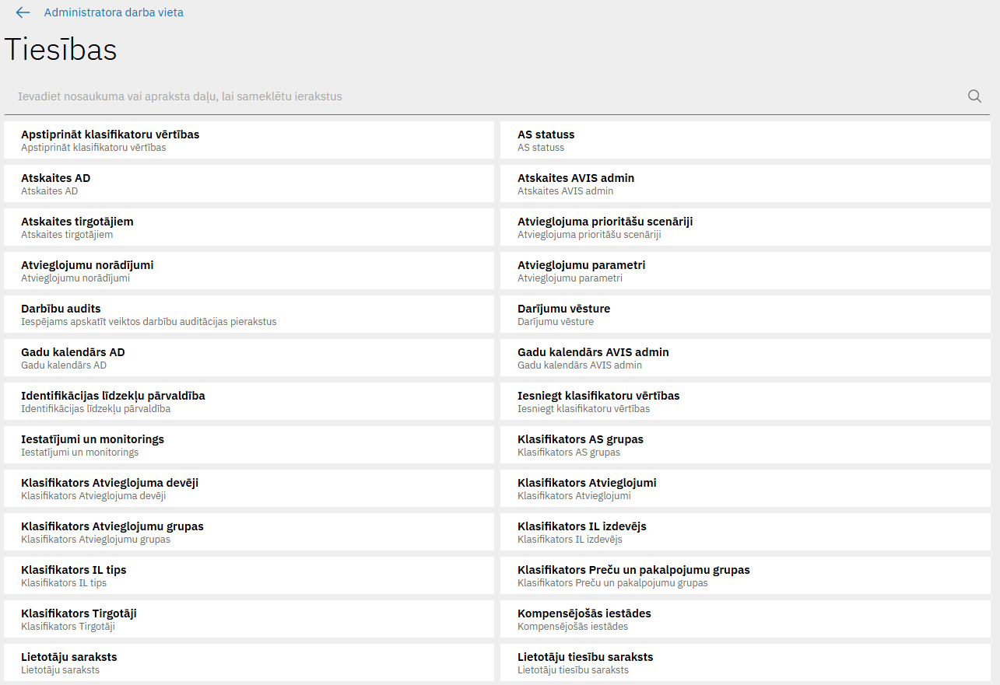 Administratora darba vieta
Tiesības
Ievadiet nosaukuma vai apraksta daļu, lai sameklētu ierakstus
Apstiprināt klasifikatoru vērtības
Apstiprināt klasifikatoru vērtības
AS statuss
AS statuss
Atskaites AD
Atskaites AD
Atskaites AVIS admin
Atskaites AVIS admin
Atskaites tirgotājiem
Atskaites tirgotājiem
Atvieglojuma prioritāšu scenāriji
Atvieglojuma prioritāšu scenāriji
Atvieglojumu norādījumi
Atvieglojumu norādījumi
Atvieglojumu parametri
Atvieglojumu parametri
Darbību audits
Iespējams apskatīt veiktos darbību auditācijas pierakstus
Darījumu vēsture
Darījumu vēsture
Gadu kalendārs AD
Gadu kalendārs AD
Gadu kalendārs AVIS admin
Gadu kalendārs AVIS admin
Identifikācijas līdzekļu pārvaldība
Identifikācijas līdzekļu pārvaldība
Iesniegt klasifikatoru vērtības
Iesniegt klasifikatoru vērtības
Iestatījumi un monitorings
Iestatījumi un monitorings
Klasifikators AS grupas
Klasifikators AS grupas
Klasifikators Atvieglojuma devēji
Klasifikators Atvieglojuma devēji
Klasifikators Atvieglojumi
Klasifikators Atvieglojumi
Klasifikators Atvieglojumu grupas
Klasifikators Atvieglojumu grupas
Klasifikators IL izdevējs
Klasifikators IL izdevējs
Klasifikators IL tips
Klasifikators IL tips
Klasifikators Preču un pakalpojumu grupas
Klasifikators Preču un pakalpojumu grupas
Klasifikators Tirgotāji
Klasifikators Tirgotāji
Kompensējošās iestādes
Kompensējošās iestādes
Lietotāju saraksts
Lietotāju saraksts
Lietotāju tiesību saraksts
Lietotāju tiesību saraksts